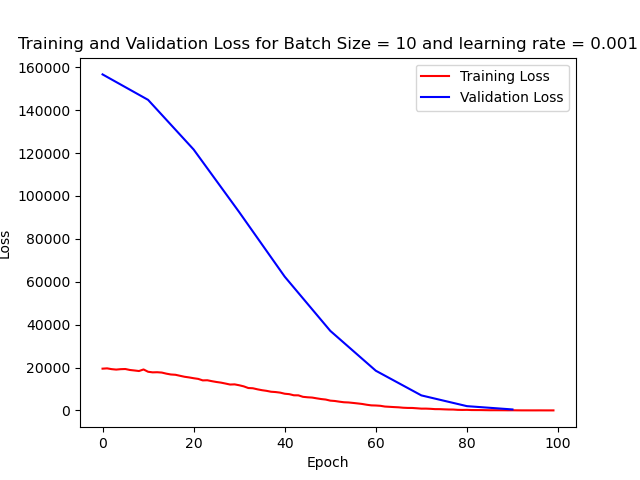 Training and Validation Loss for Batch Size = 10 and learning rate = 0.001
Training Loss
Validation Loss
160000
140000
120000
100000
80000
60000
40000
20000
0
Loss
0 20 40 60 80 100
Epoch